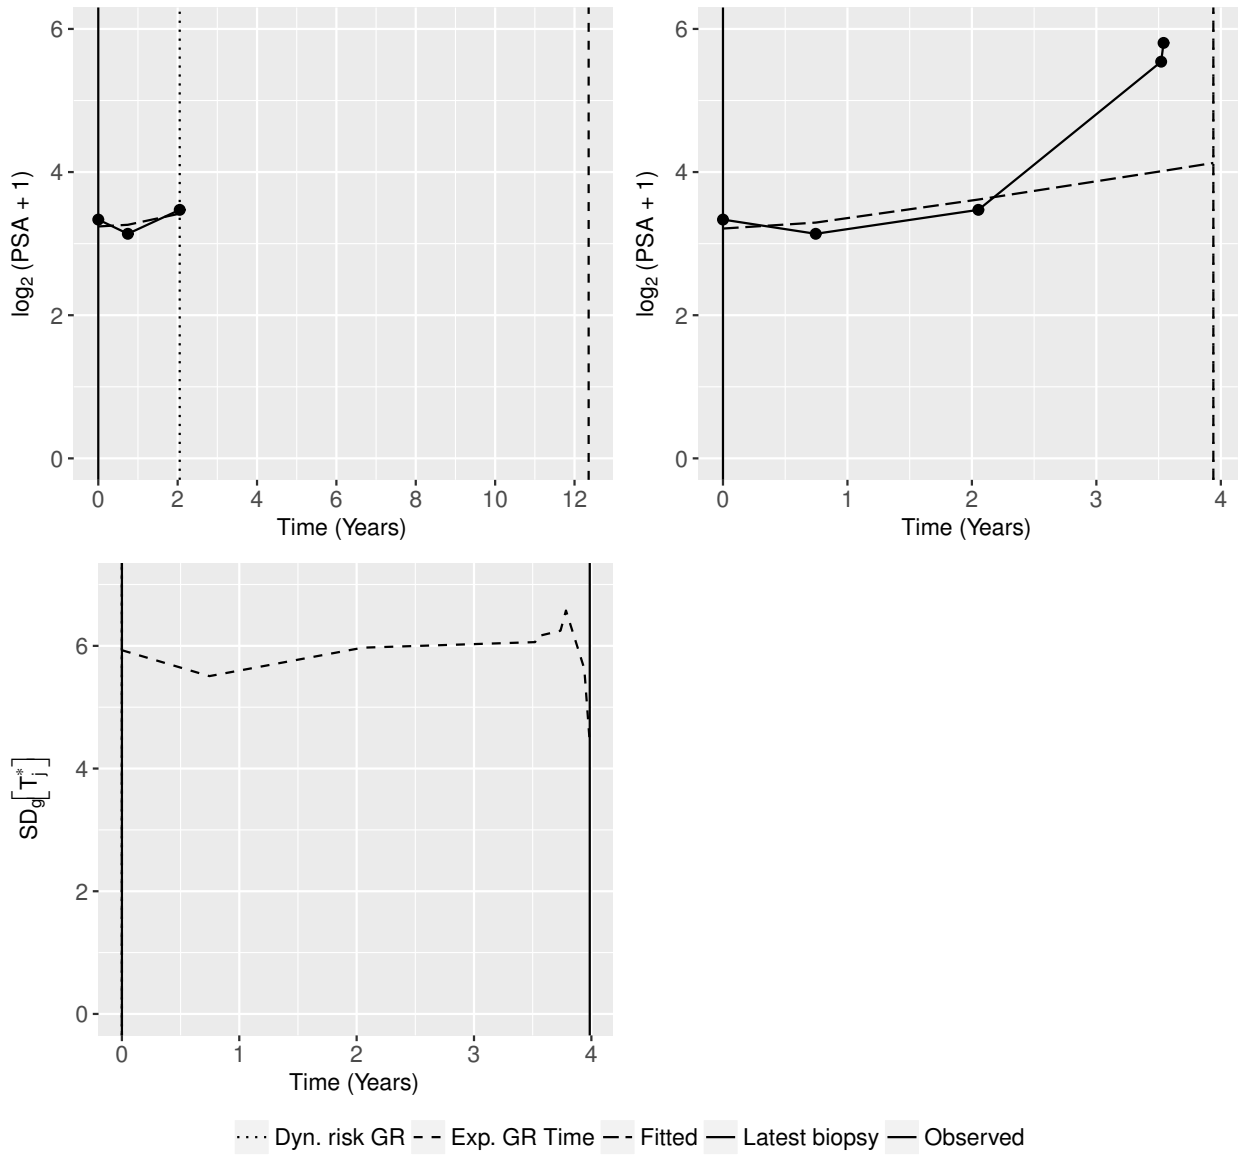 6
4
2
0
log2 (PSA + 1)
0 2 4 6 8 10 12
Time (Years)
6
4
2
0
log2 (PSA + 1)
0 1 2 3 4
Time (Years)
6
4
2
0
SDg[Tj*]
0 1 2 3 4
Time (Years)
Dyn. risk GR Exp. GR Time Fitted Latest biopsy Observed